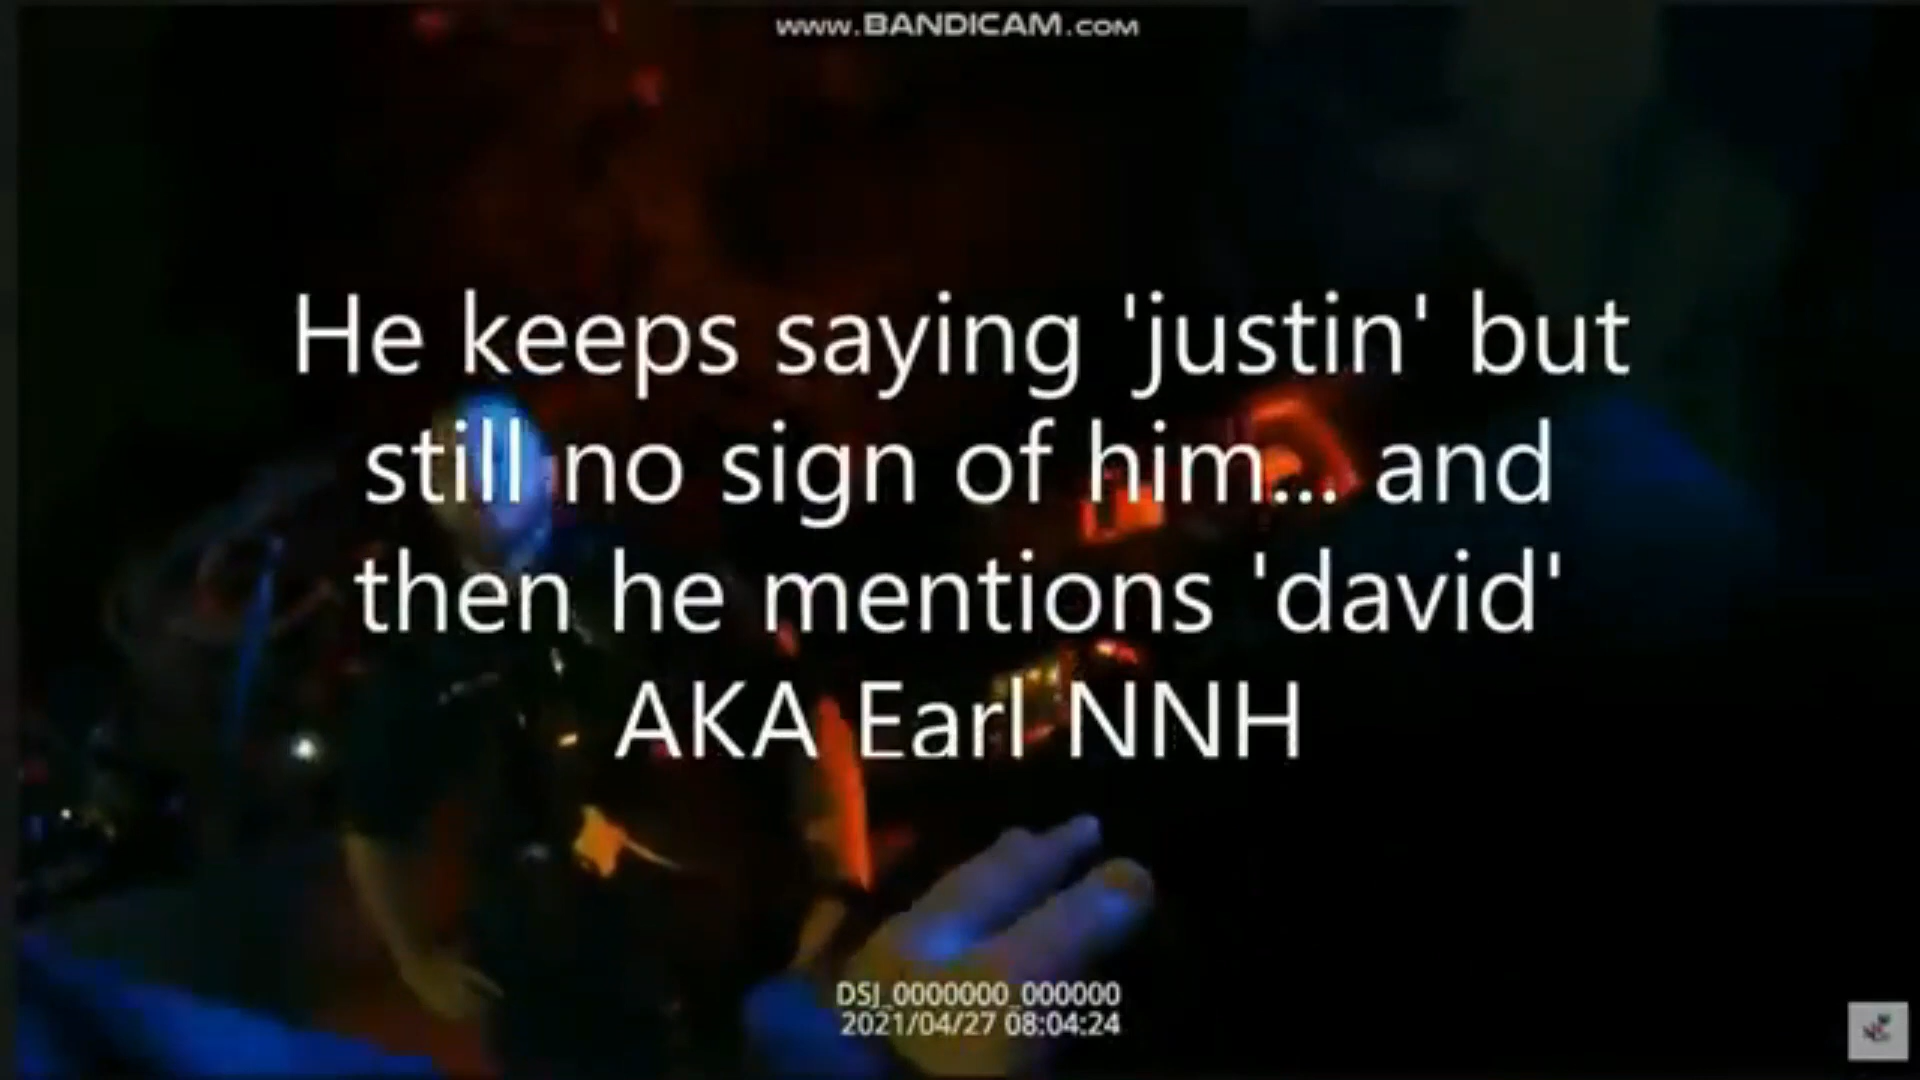 www.BANDICAM.COM
He keeps saying 'justin' but
still no sign of him... and
then he mentions 'david'
AKA Earl NNH
DSJ_0000000_000000
2021/04/27 08:04:24